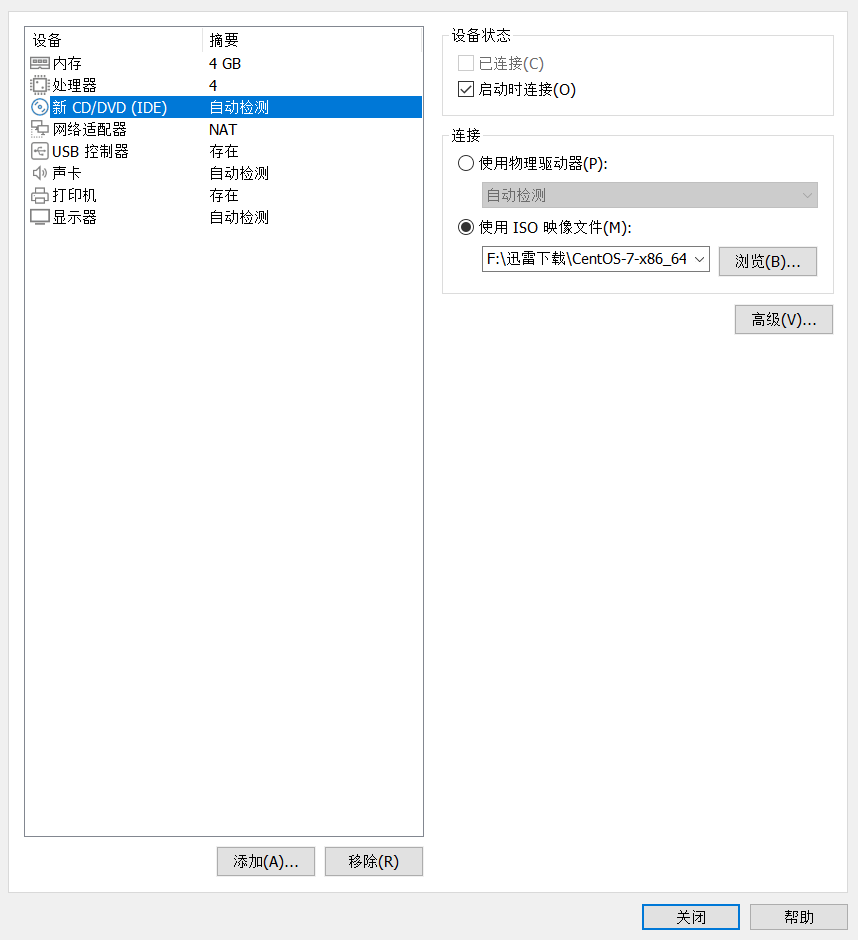 设备 摘要
内存 4 GB
处理器 4
新 CD/DVD (IDE) 自动检测
网络适配器 NAT
USB 控制器 存在
声卡 自动检测
打印机 存在
显示器 自动检测
添加(A)... 移除(R)
设备状态
已连接(C)
启动时连接(O)
连接
使用物理驱动器(P):
自动检测
使用 ISO 映像文件(M):
F:\迅雷下载\CentOS-7-x86_64 浏览(B)...
高级(V)...
关闭 帮助